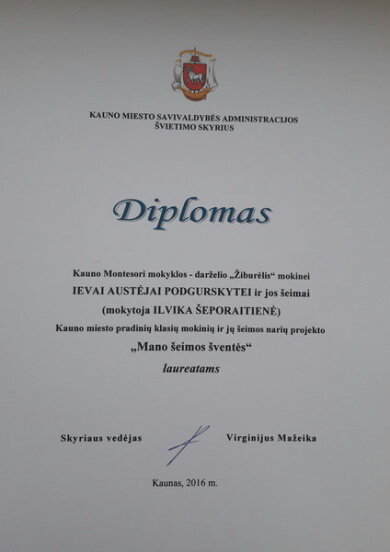 KAUNO MIESTO SAVIVALDYBĖS ADMINISTRACIJOS
ŠVIETIMO SKYRIUS
Diplomas
Kauno Montesori mokyklos - darželio „Žiburėlis“ mokinei
IEVAI AUSTĖJAI PODGURSKYTEI ir jos šeimai
(mokytoja ILVIKA ŠEPORAITIENĖ)
Kauno miesto pradinių klasių mokinių ir jų šeimos narių projekto
„Mano šeimos šventės“
laureatams
Skyriaus vedėjas Virginijus Mažeika
Kaunas, 2016 m.